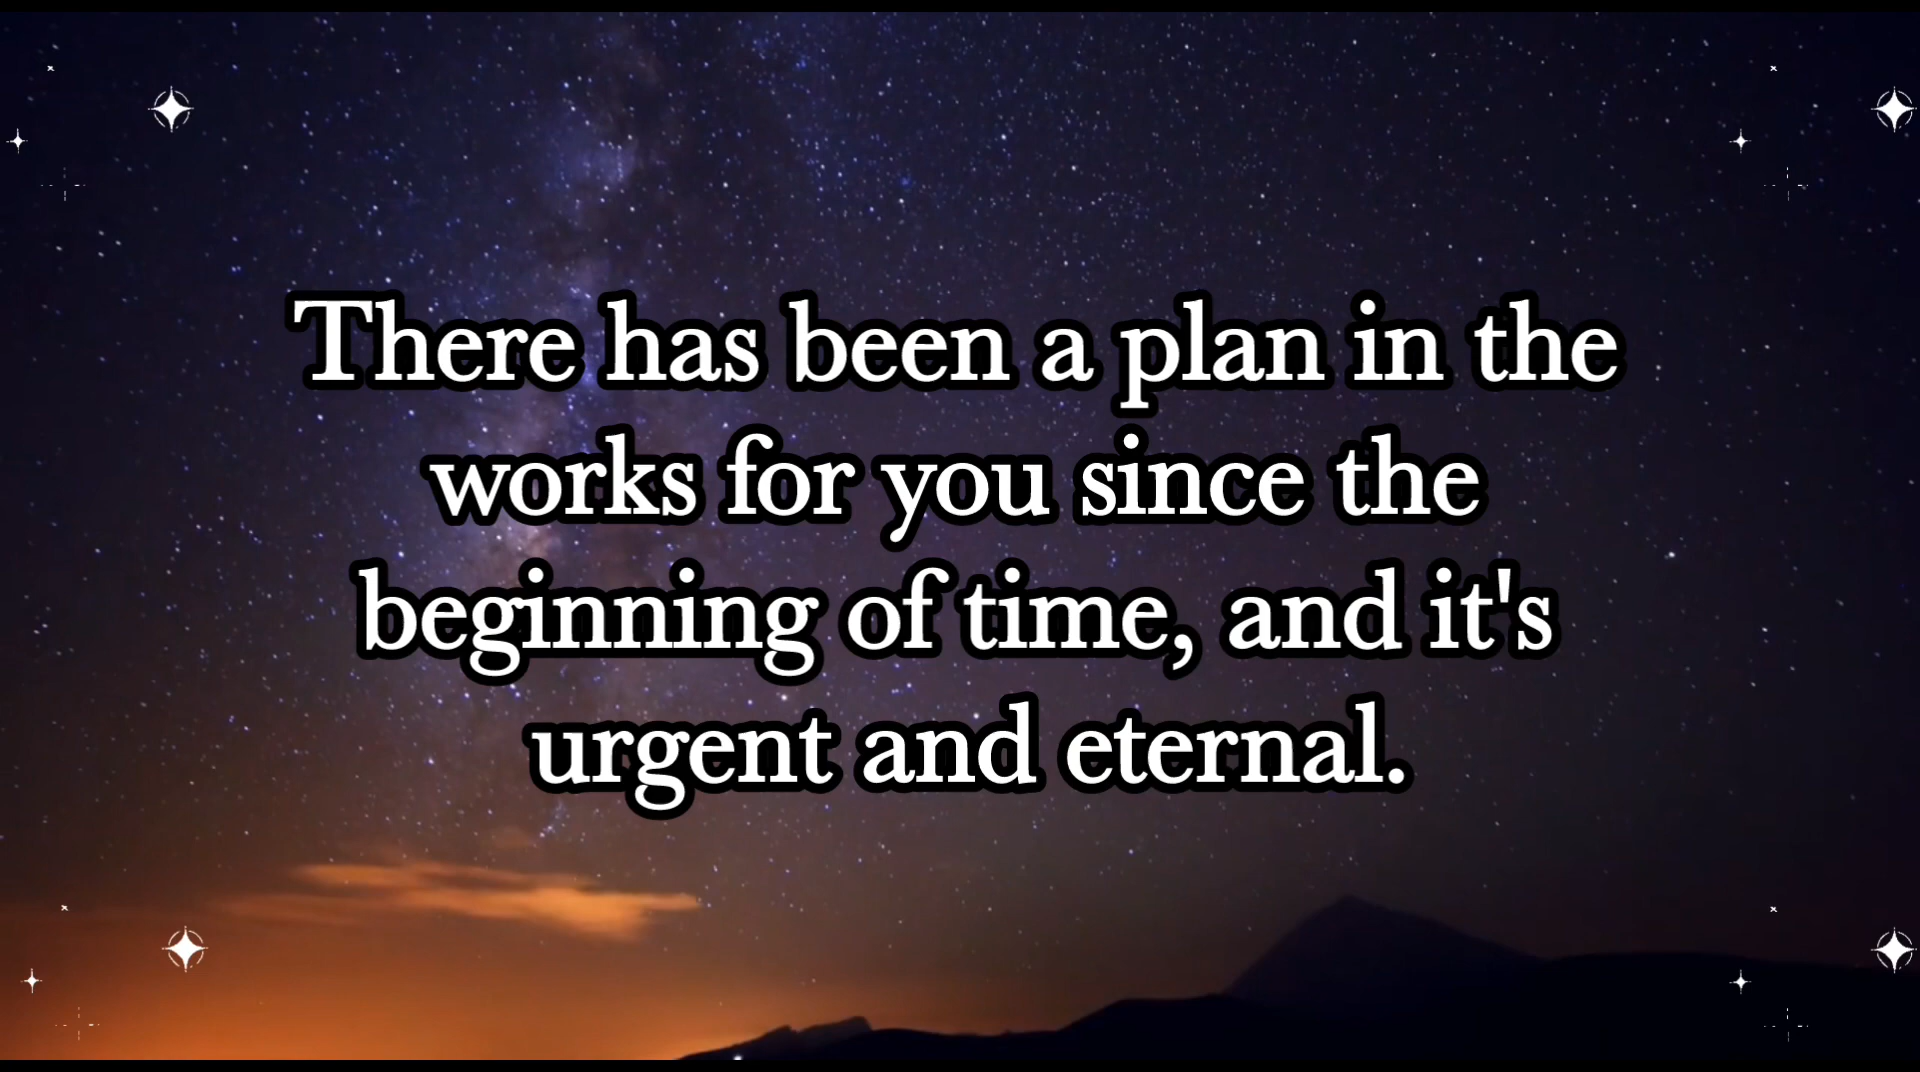 There has been a plan in the
works for you since the
beginning of time, and it's
urgent and eternal.